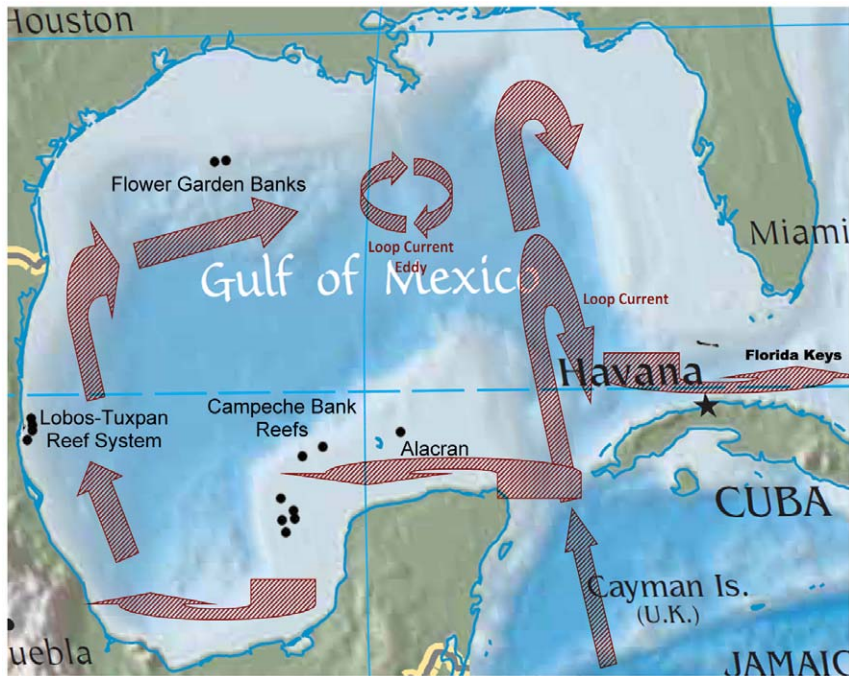 Houston
Flower Garden Banks
Loop Current
Eddy
Gulf of Mexico
Miami
Loop Current
Florida Keys
Havana
Lobos-Tuxpan
Reef System
Campeche Bank
Reefs
Alacran
CUBA
Cayman Is.
(U.K.)
uebla
JAMAIC